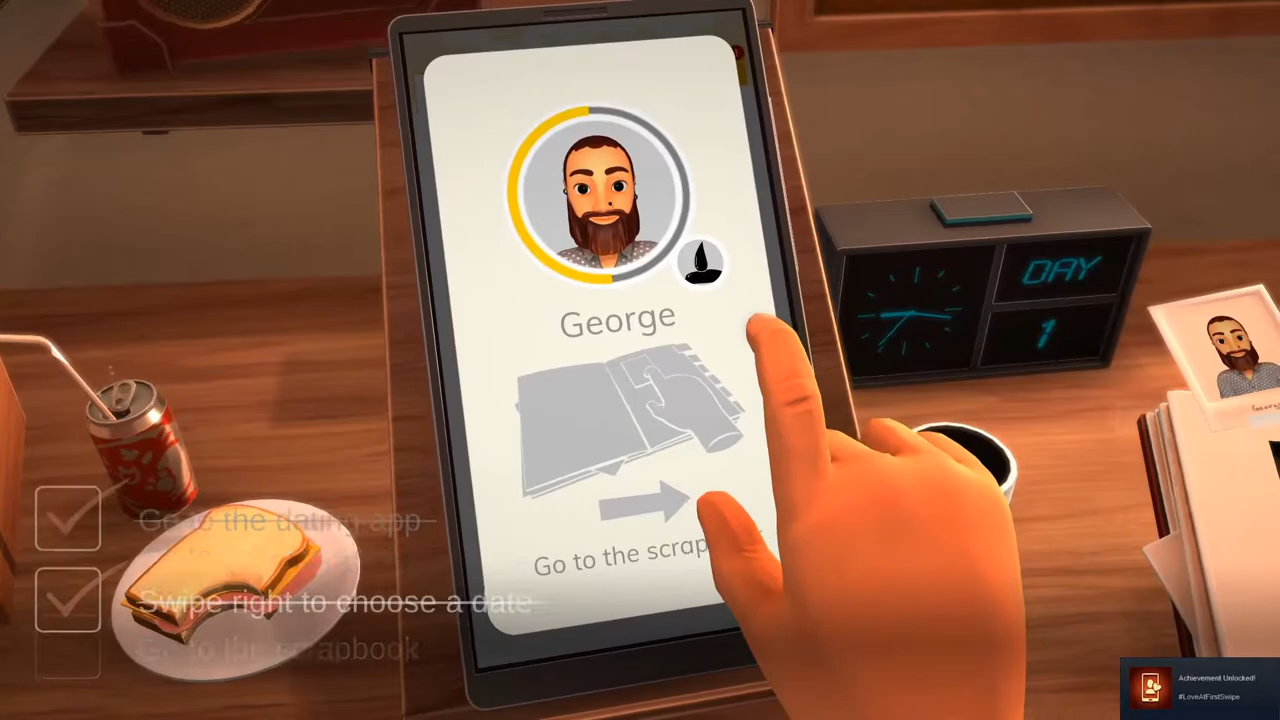 George
Go to the scrap
DAY
1
George
Go to the dating app
Swipe right to choose a date
Go to the scrapbook
Achievement Unlocked!
#LoveAtFirstSwipe